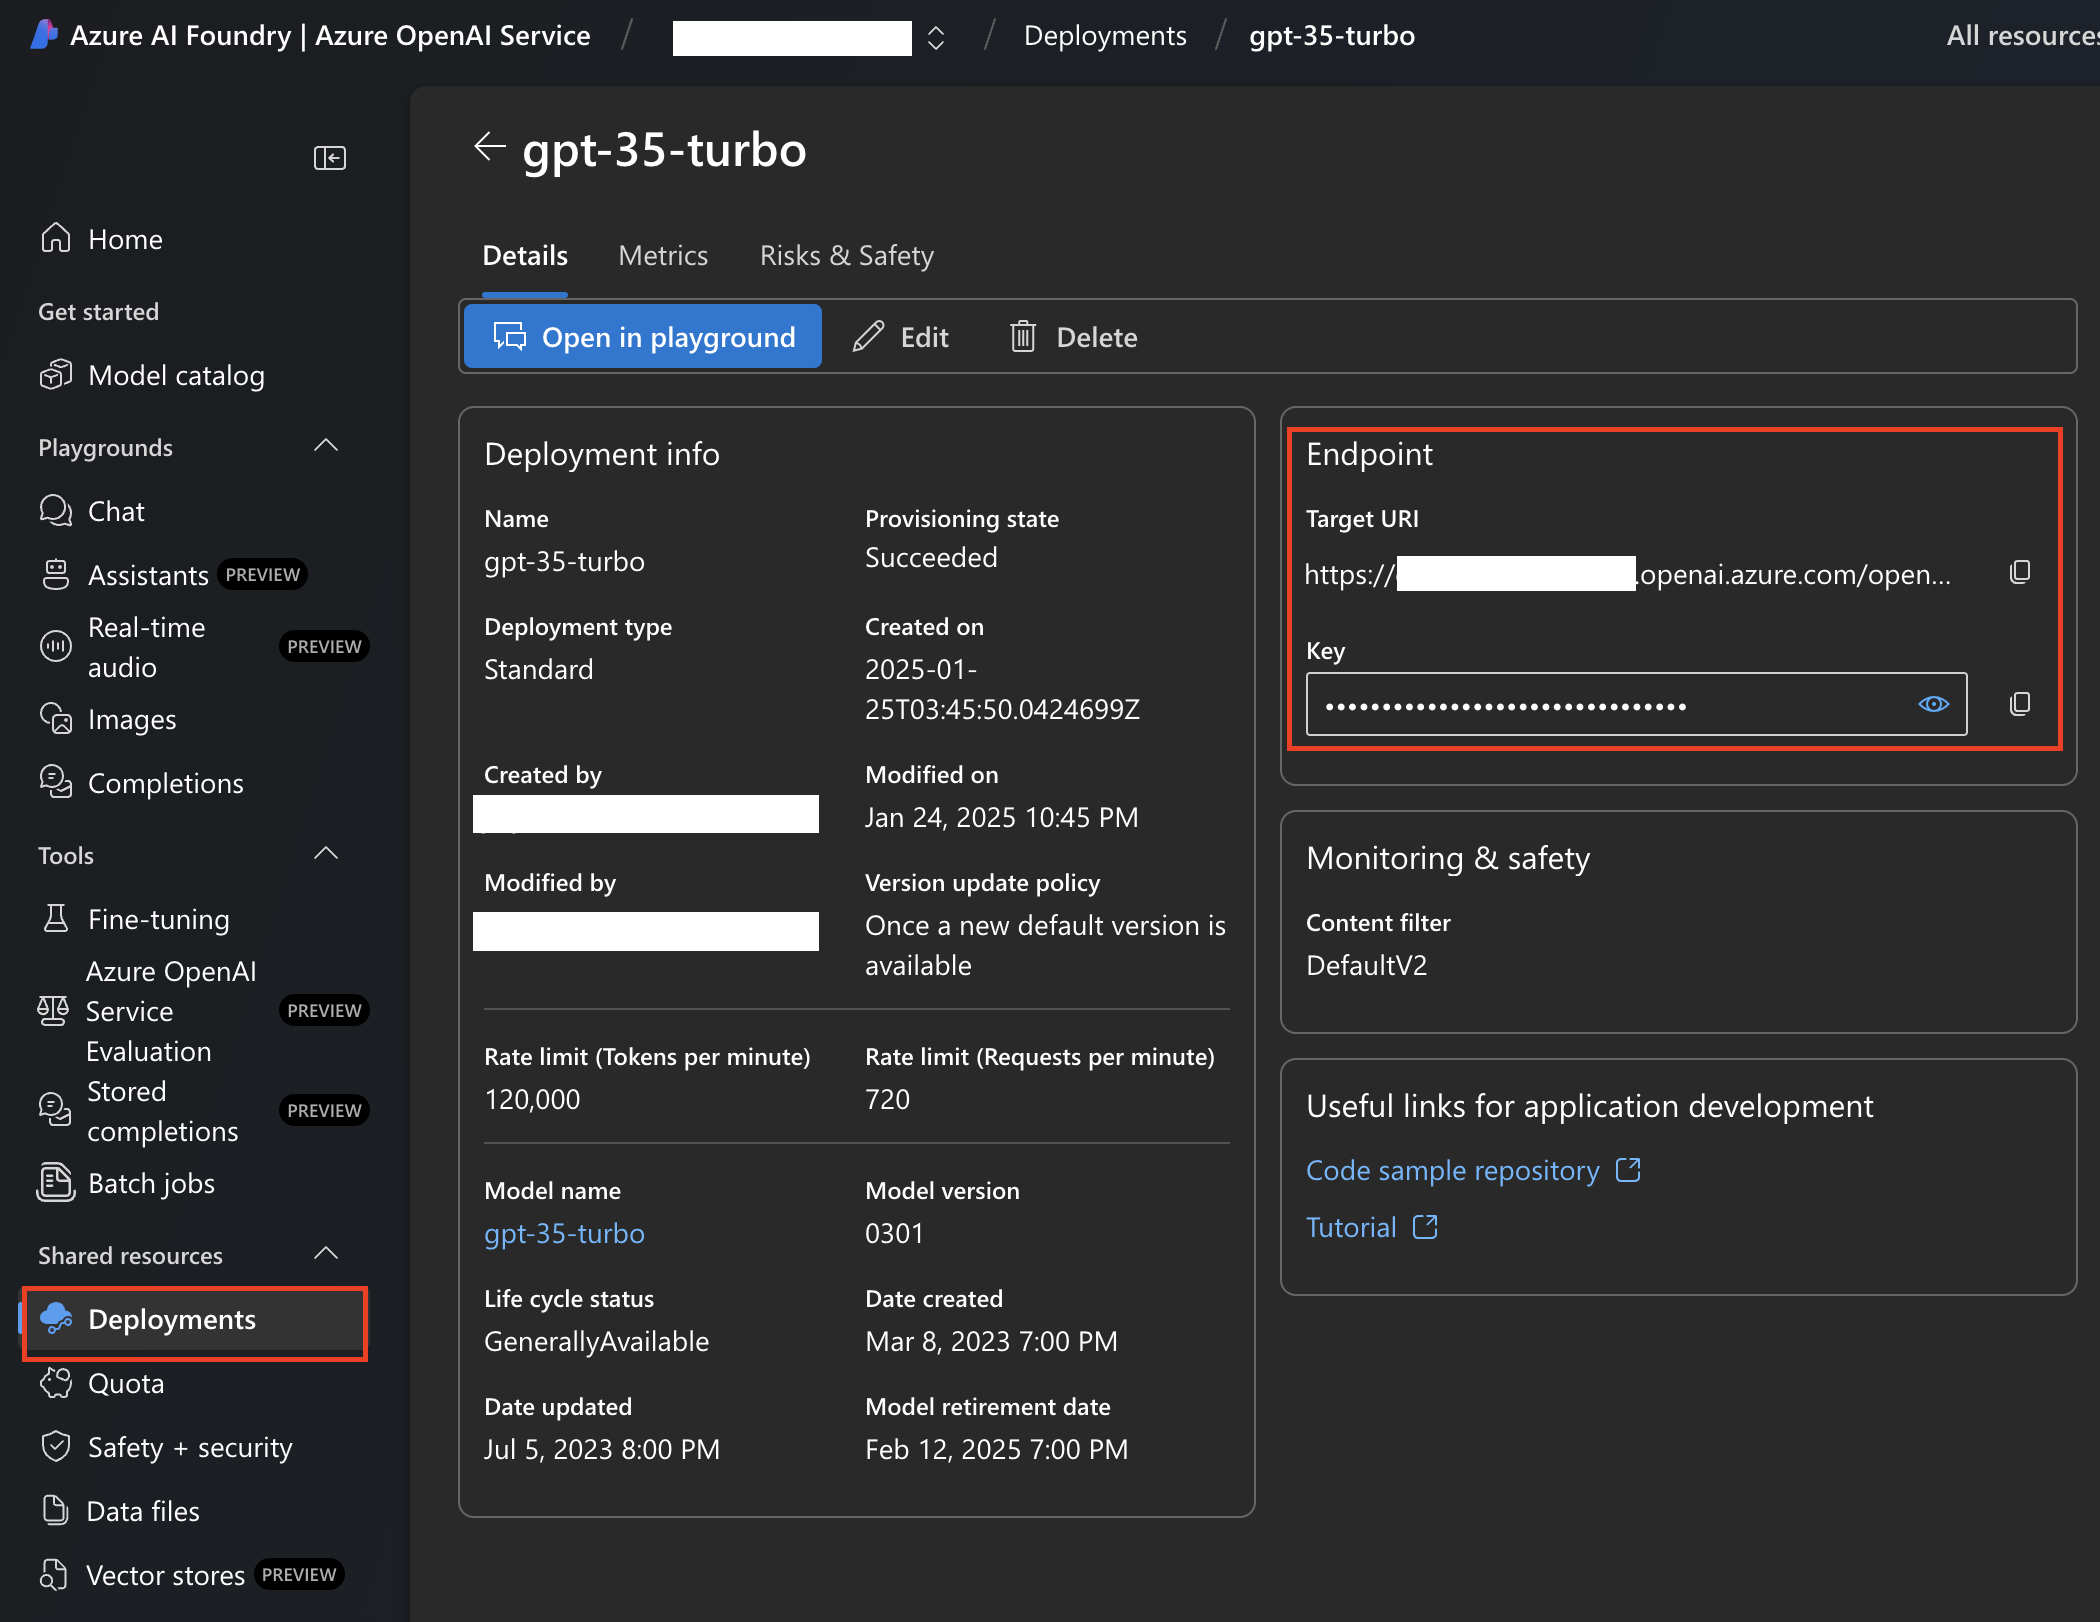 Azure AI Foundry | Azure OpenAI Service / / Deployments / gpt-35-turbo
All resources
Home
Get started
Model catalog
Playgrounds
Chat
Assistants PREVIEW
Real-time
audio
PREVIEW
Images
Completions
Tools
Fine-tuning
Azure OpenAI
Service
Evaluation
PREVIEW
Stored
completions
PREVIEW
Batch jobs
Shared resources
Deployments
Quota
Safety + security
Data files
Vector stores PREVIEW
gpt-35-turbo
Details Metrics Risks & Safety
Open in playground Edit Delete
Deployment info
Name
gpt-35-turbo
Provisioning state
Succeeded
Deployment type
Standard
Created on
2025-01-
25T03:45:50.0424699Z
Created by
Modified on
Jan 24, 2025 10:45 PM
Modified by
Version update policy
Once a new default version is
available
Rate limit (Tokens per minute)
120,000
Rate limit (Requests per minute)
720
Model name
gpt-35-turbo
Model version
0301
Life cycle status
GenerallyAvailable
Date created
Mar 8, 2023 7:00 PM
Date updated
Jul 5, 2023 8:00 PM
Model retirement date
Feb 12, 2025 7:00 PM
Endpoint
Target URI
https:// .openai.azure.com/open...
Key
••••••••••••••••••••••••••••••••
Monitoring & safety
Content filter
DefaultV2
Useful links for application development
Code sample repository
Tutorial